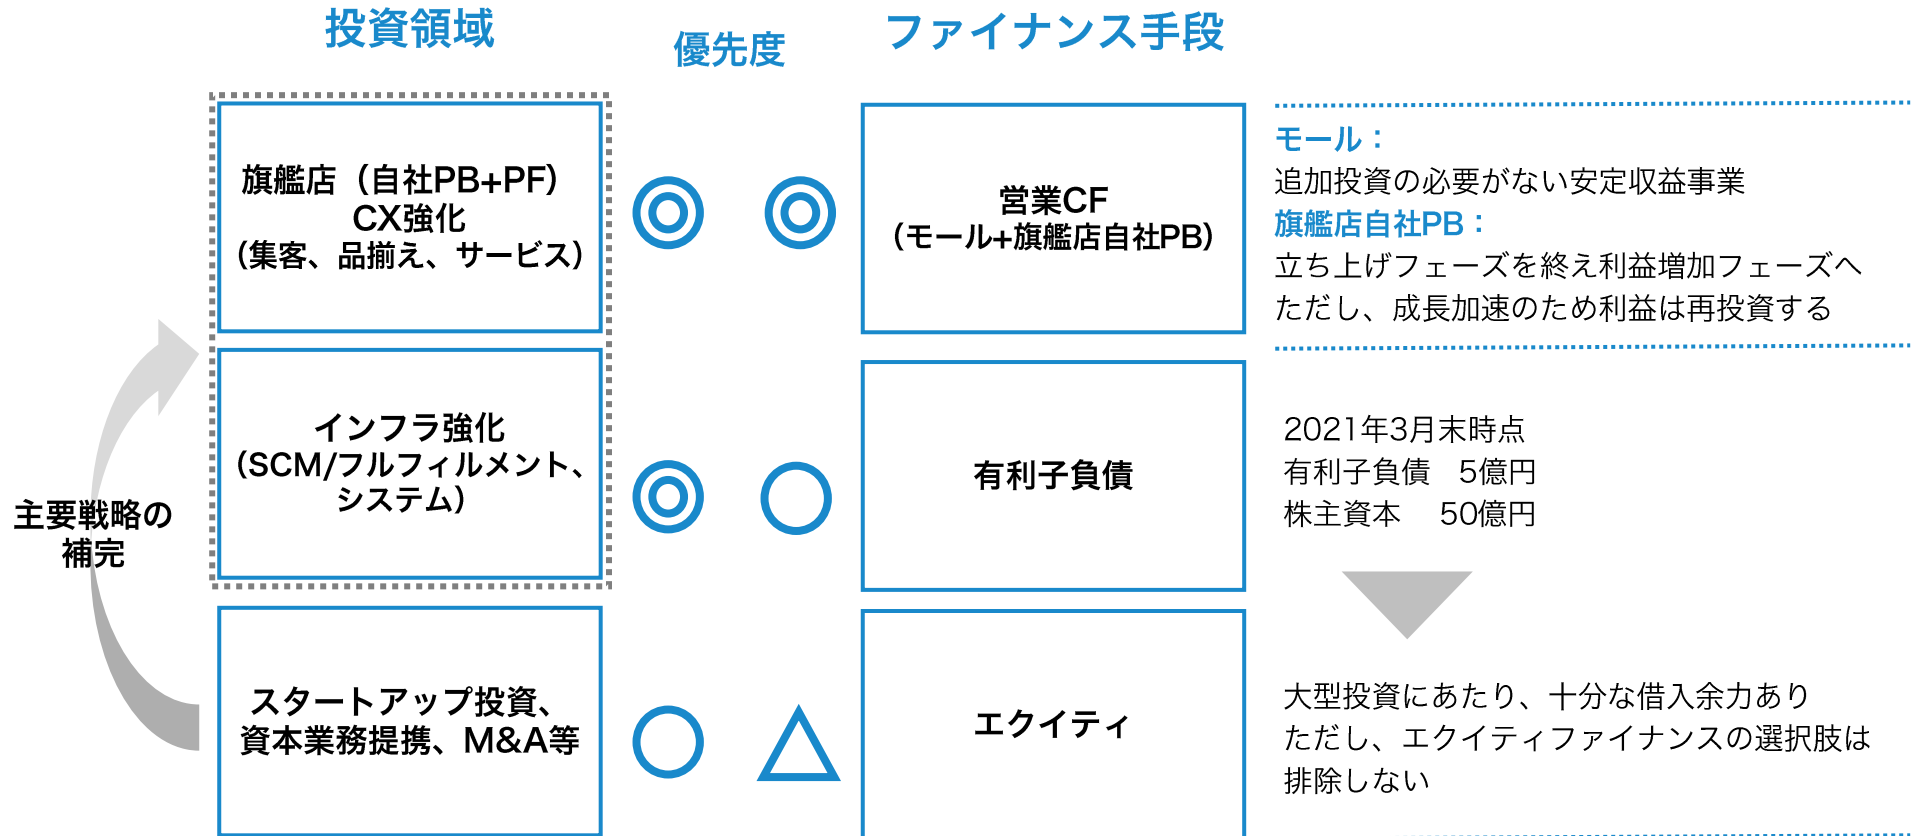 投資領域
優先度
ファイナンス手段
旗艦店（自社PB+PF）
CX強化
（集客、品揃え、サービス）
営業CF
（モール+旗艦店自社PB）
モール：
追加投資の必要がない安定収益事業
旗艦店自社PB：
立ち上げフェーズを終え利益増加フェーズへ
ただし、成長加速のため利益は再投資する
インフラ強化
（SCM/フルフィルメント、
システム）
有利子負債
2021年3月末時点
有利子負債　5億円
株主資本　50億円
主要戦略の
補完
スタートアップ投資、
資本業務提携、M&A等
エクイティ
大型投資にあたり、十分な借入余力あり
ただし、エクイティファイナンスの選択肢は
排除しない